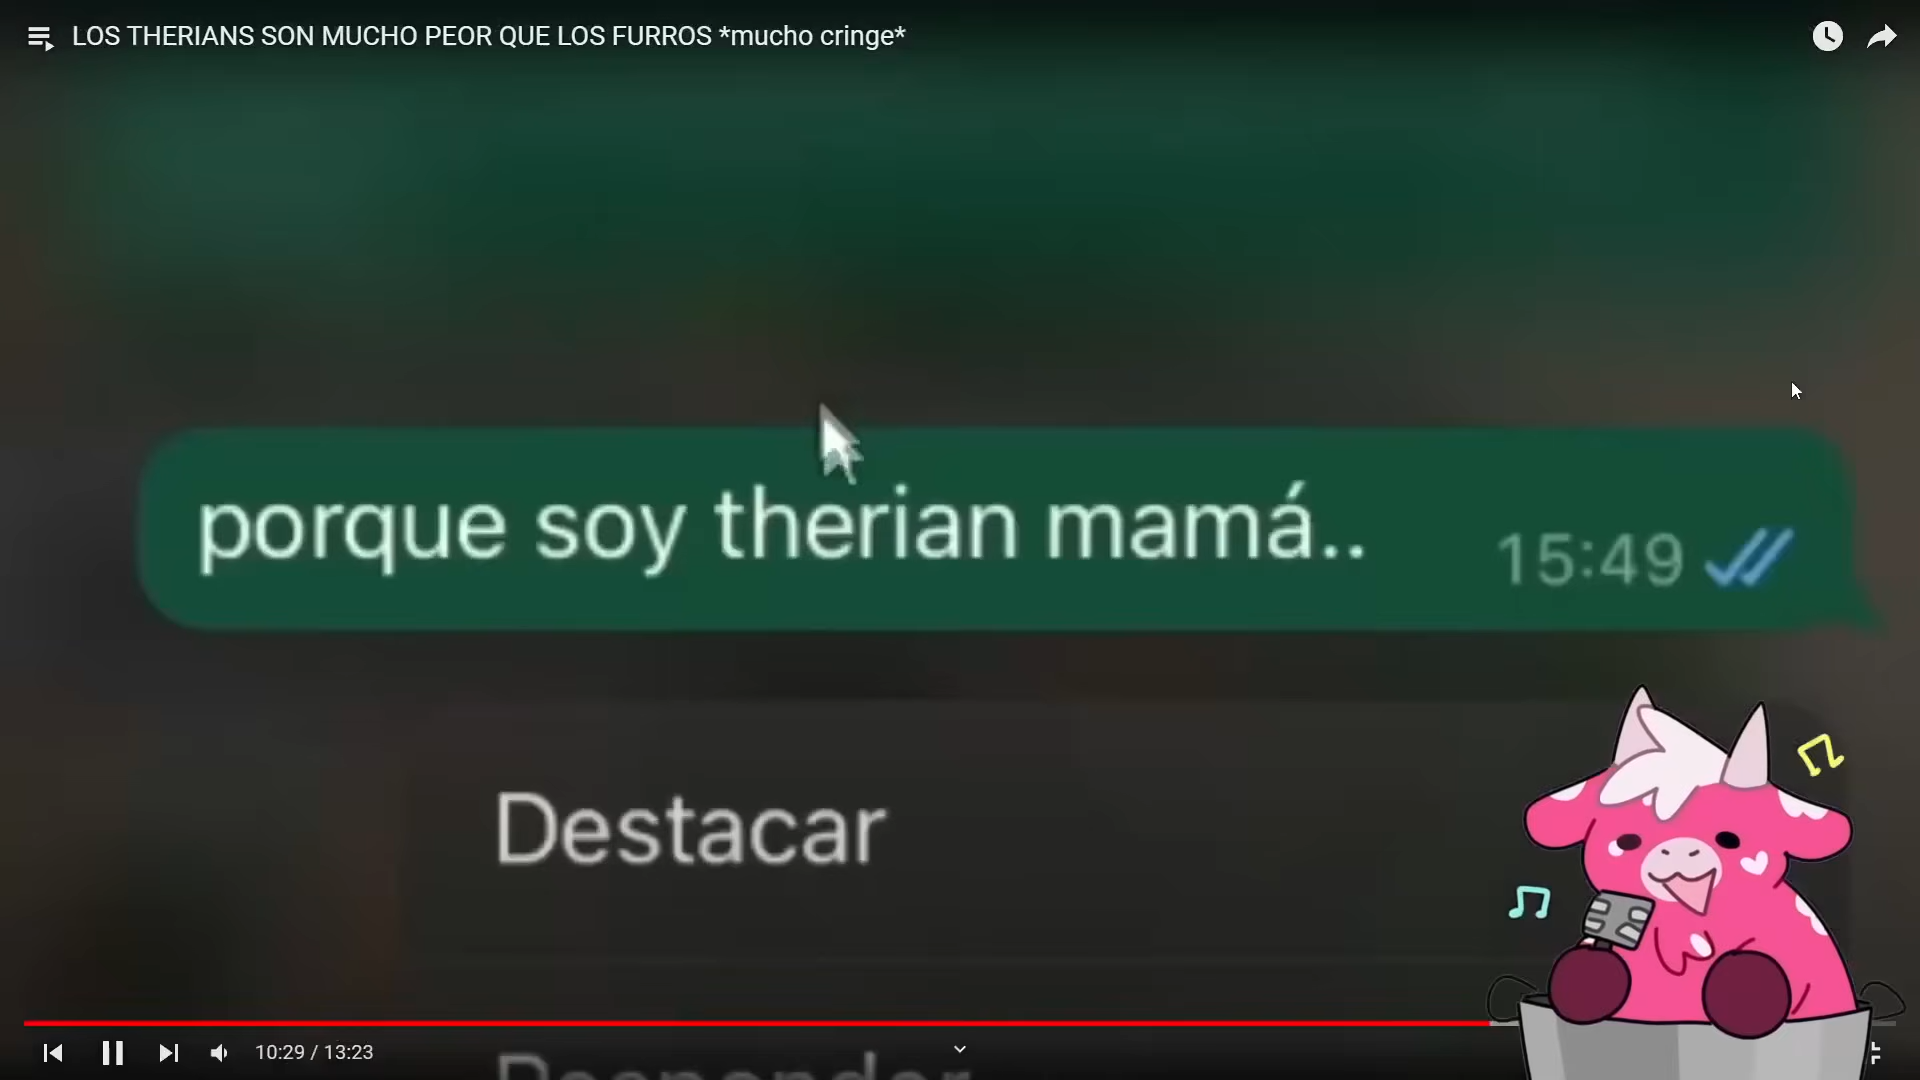 LOS THERIANS SON MUCHO PEOR QUE LOS FURROS *mucho cringe*
porque soy therian mamá..
15:49
Destacar
Responder
10:29 / 13:23